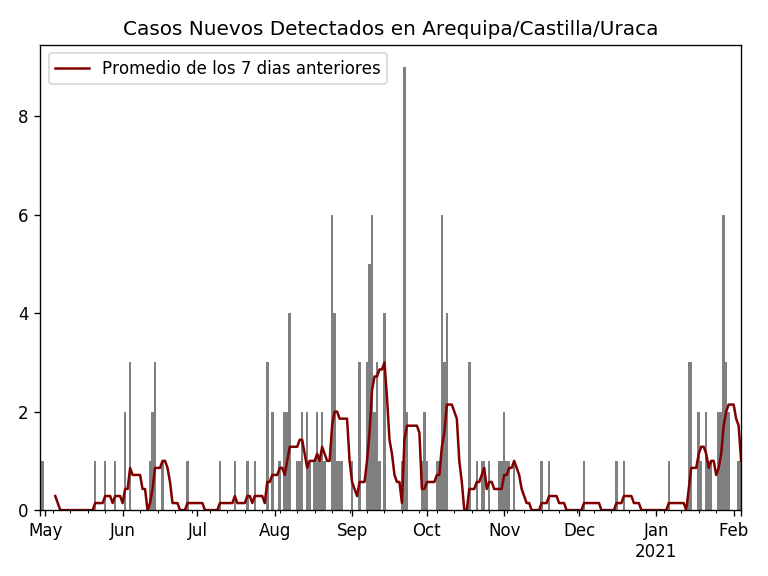 Casos Nuevos Detectados en Arequipa/Castilla/Uraca
Promedio de los 7 dias anteriores
8
6
4
2
0
May Jun Jul Aug Sep Oct Nov Dec Jan Feb
2021